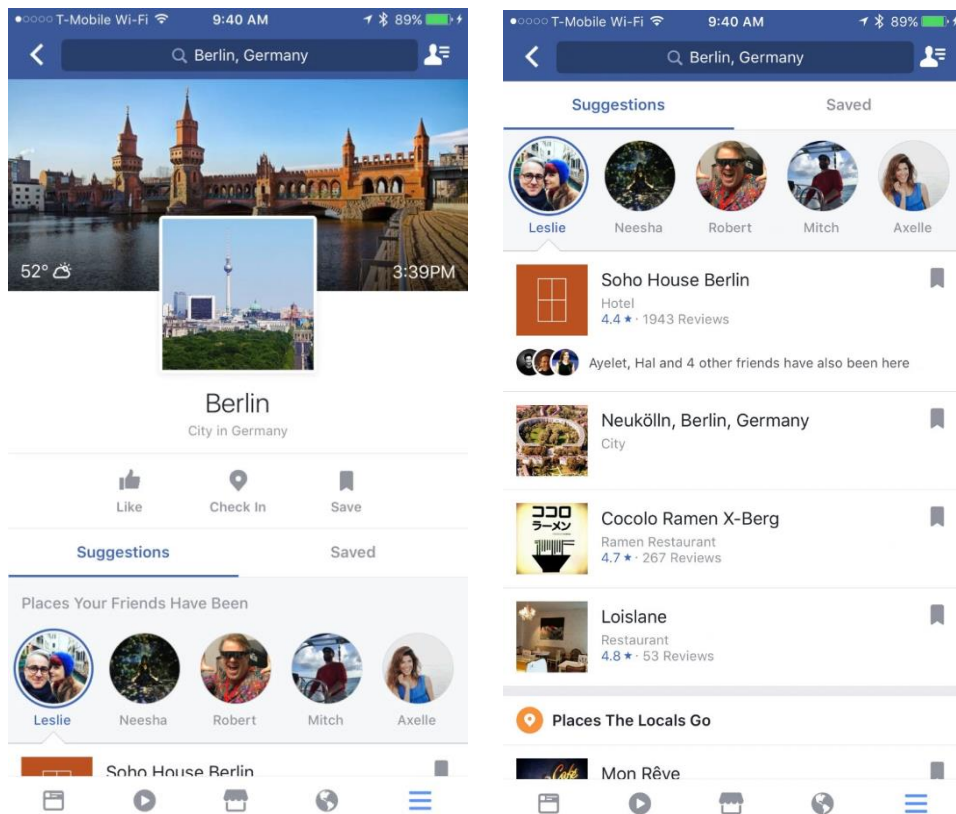 T-Mobile Wi-Fi 9:40 AM 89%
Berlin, Germany
52° 3:39PM
Berlin
City in Germany
Like Check In Save
Suggestions Saved
Places Your Friends Have Been
Leslie Neesha Robert Mitch Axelle
Soho House Berlin
T-Mobile Wi-Fi 9:40 AM 89%
Berlin, Germany
Suggestions Saved
Leslie Neesha Robert Mitch Axelle
Soho House Berlin
Hotel
4.4 ★ · 1943 Reviews
Ayelet, Hal and 4 other friends have also been here
Neukölln, Berlin, Germany
City
ココロ
ラーメン
Cocolo Ramen X-Berg
Ramen Restaurant
4.7 ★ · 267 Reviews
Loislane
Restaurant
4.8 ★ · 53 Reviews
Places The Locals Go
Café
Mon Rêve